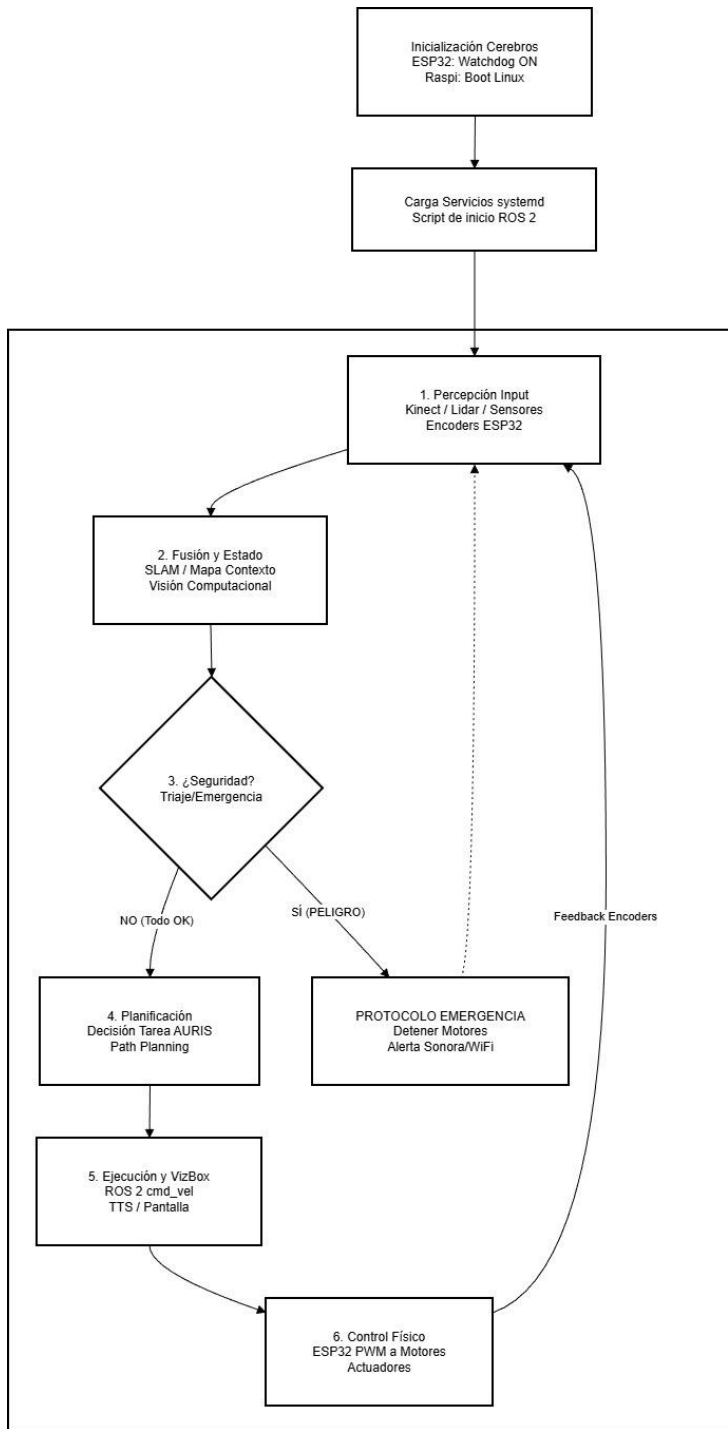 Inicialización Cerebros
ESP32: Watchdog ON
Raspi: Boot Linux
Carga Servicios systemd
Script de inicio ROS 2
1. Percepción Input
Kinect / Lidar / Sensores
Encoders ESP32
2. Fusión y Estado
SLAM / Mapa Contexto
Visión Computacional
3. ¿Seguridad?
Triaje/Emergencia
NO (Todo OK)
SÍ (PELIGRO)
Feedback Encoders
4. Planificación
Decisión Tarea AURIS
Path Planning
PROTOCOLO EMERGENCIA
Detener Motores
Alerta Sonora/WiFi
5. Ejecución y VizBox
ROS 2 cmd_vel
TTS / Pantalla
6. Control Físico
ESP32 PWM a Motores
Actuadores